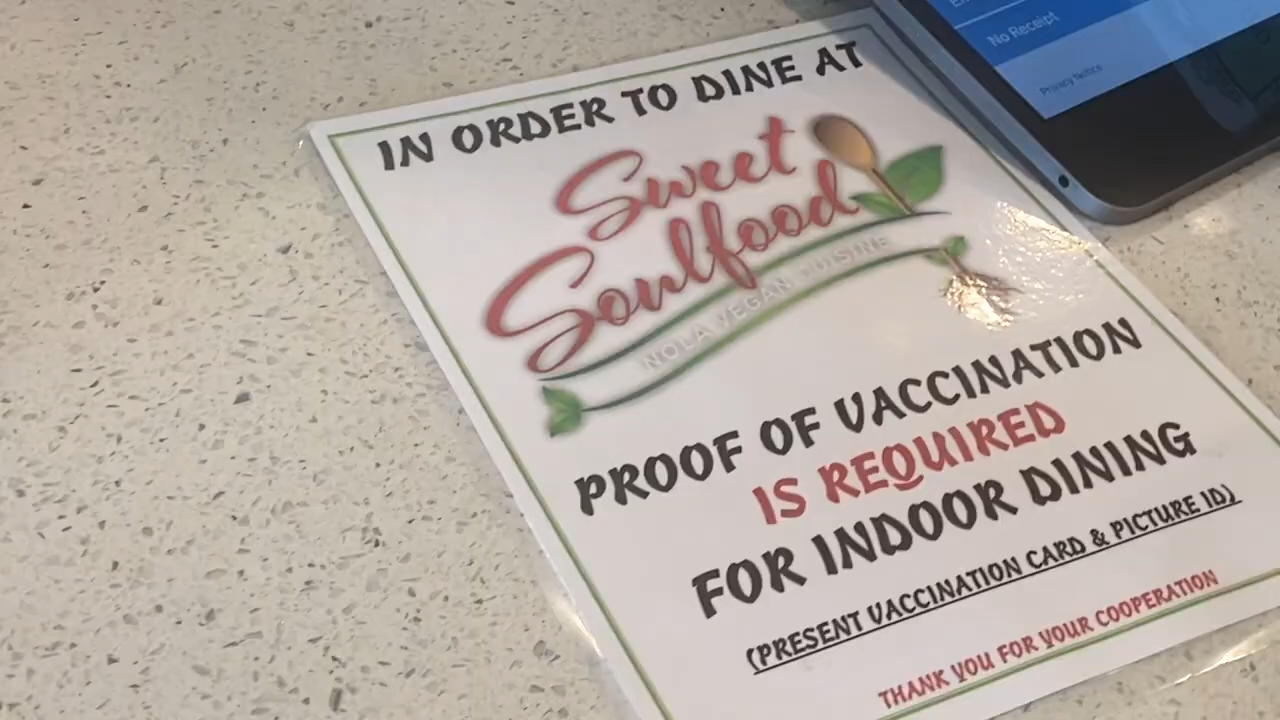 No Receipt
Privacy Notice
IN ORDER TO DINE AT
Sweet
Soulfood
NOLA VEGAN CUISINE
PROOF OF VACCINATION
IS REQUIRED
FOR INDOOR DINING
(PRESENT VACCINATION CARD & PICTURE ID)
THANK YOU FOR YOUR COOPERATION